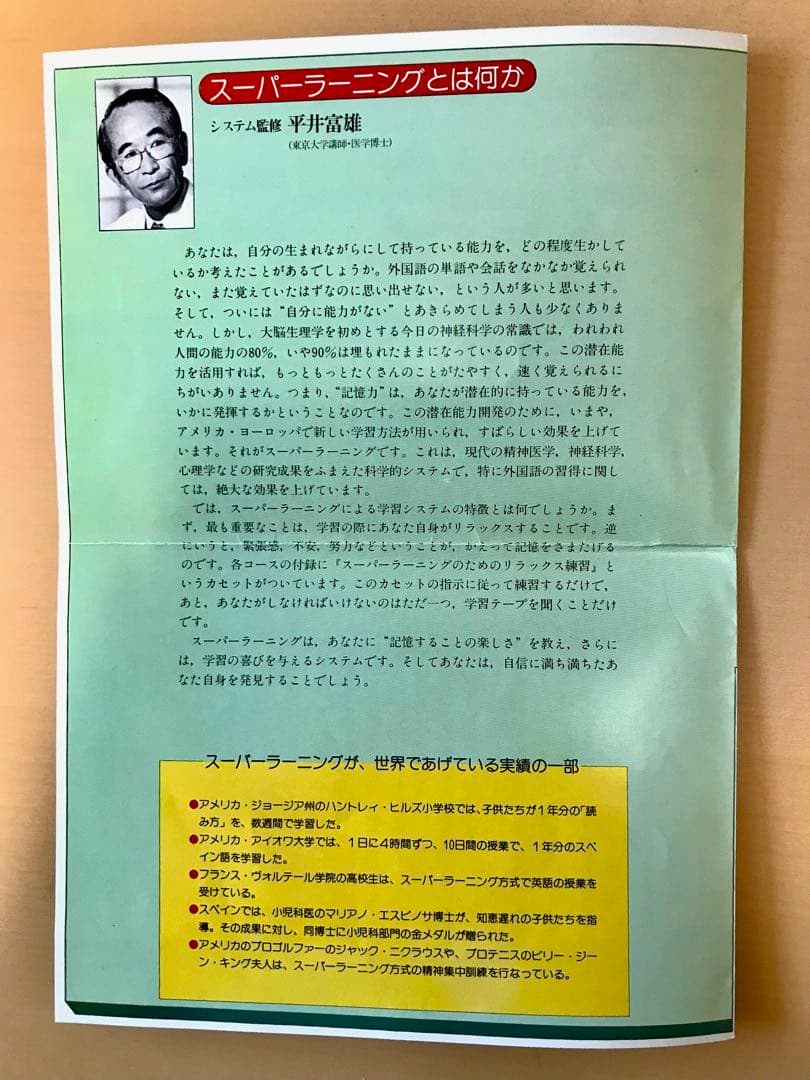 スーパーラーニングとは何か
システム監修 平井富雄
(東京大学講師・医学博士)
あなたは，自分の生まれながらにして持っている能力を，どの程度生かして
いるか考えたことがあるでしょうか。外国語の単語や会話をなかなか覚えられ
ない，また覚えていたはずなのに思い出せない，という人が多いと思います。
そして，ついには“自分に能力がない”とあきらめてしまう人も少なくありま
せん。しかし，大脳生理学を初めとする今日の神経科学の常識では，われわれ
人間の能力の80%，いや90%は埋もれたままになっているのです。この潜在能
力を活用すれば，もっともっとたくさんのことがたやすく，速く覚えられるに
ちがいありません。つまり，“記憶力”は，あなたが潜在的に持っている能力を，
いかに発揮するかということなのです。この潜在能力開発のために，いまや，
アメリカ・ヨーロッパで新しい学習方法が用いられ，すばらしい効果を上げて
います。それがスーパーラーニングです。これは，現代の精神医学，神経科学，
心理学などの研究成果をふまえた科学的システムで，特に外国語の習得に関し
ては，絶大な効果を上げています。
では，スーパーラーニングによる学習システムの特徴とは何でしょうか。ま
ず，最も重要なことは，学習の際にあなた自身がリラックスすることです。逆
にいうと，緊張感，不安，努力などということが，かえって記憶をさまたげる
のです。各コースの付録に『スーパーラーニングのためのリラックス練習』と
いうカセットがついています。このカセットの指示に従って練習するだけで，
あと，あなたがしなければいけないのはただ一つ，学習テープを聞くことだけ
です。
スーパーラーニングは，あなたに“記憶することの楽しさ”を教え，さらに
は，学習の喜びを与えるシステムです。そしてあなたは，自信に満ち満ちたあ
なた自身を発見することでしょう。
スーパーラーニングが、世界であげている実績の一部
●アメリカ・ジョージア州のハントレィ・ヒルズ小学校では、子供たちが1年分の「読
み方」を、数週間で学習した。
●アメリカ・アイオワ大学では、1日に4時間ずつ、10日間の授業で、1年分のスペ
イン語を学習した。
●フランス・ヴォルテール学院の高校生は、スーパーラーニング方式で英語の授業を
受けている。
●スペインでは、小児科医のマリアノ・エスピノサ博士が、知恵遅れの子供たちを指
導。その成果に対し、同博士に小児科部門の金メダルが贈られた。
●アメリカのプロゴルファーのジャック・ニクラウスや、プロテニスのビリー・ジー
ン・キング夫人は、スーパーラーニング方式の精神集中訓練を行なっている。